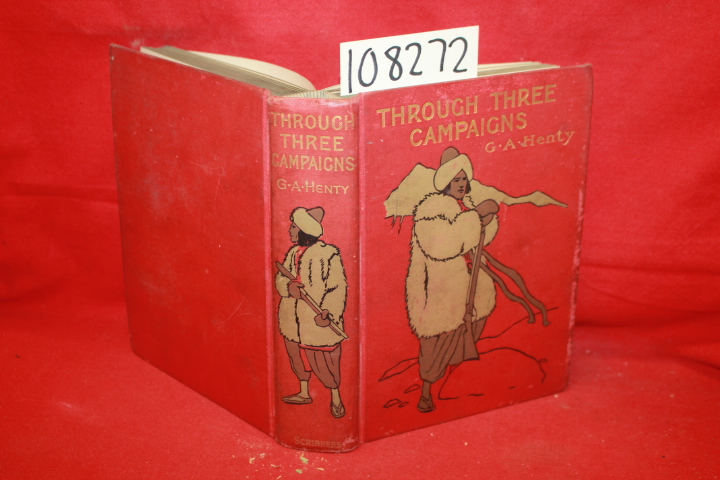 108272
THROUGH
THREE
CAMPAIGNS
G·A·HENTY
SCRIBNERS
THROUGH THREE
CAMPAIGNS
G·A·Henty